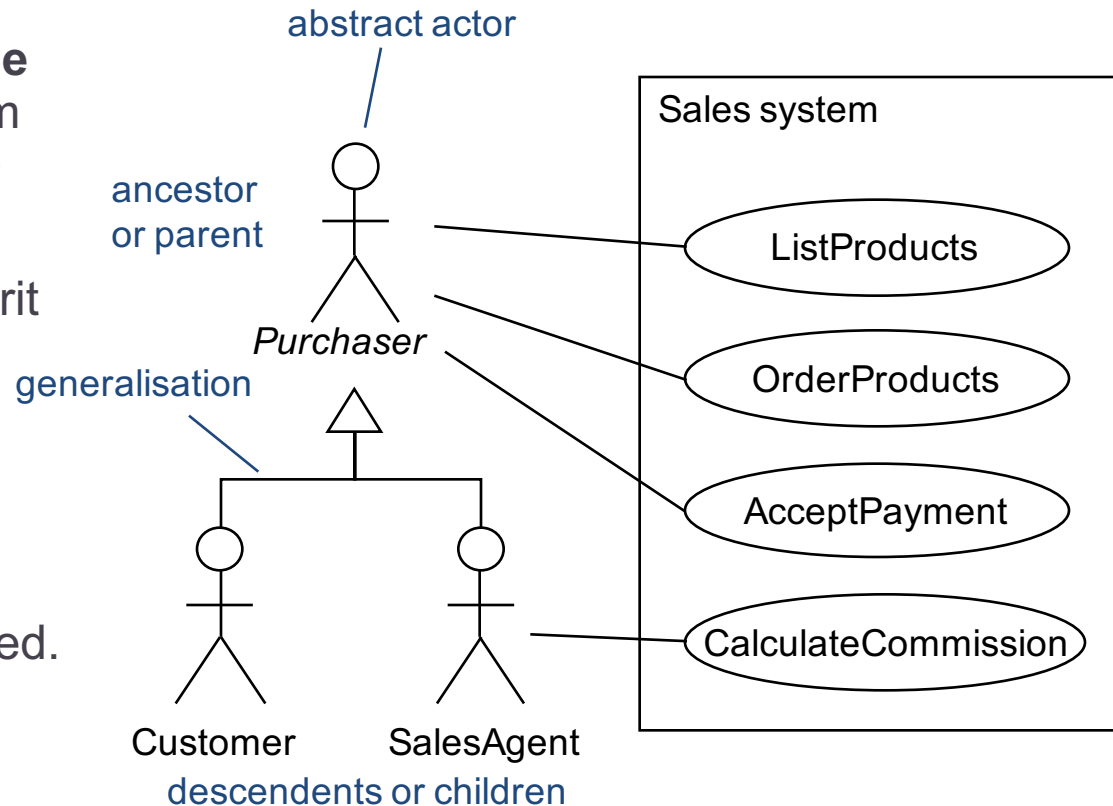 abstract actor
e
m
Sales system
ancestor
or parent
ListProducts
rit
Purchaser
generalisation
OrderProducts
AcceptPayment
ed.
CalculateCommission
Customer
SalesAgent
descendents or children